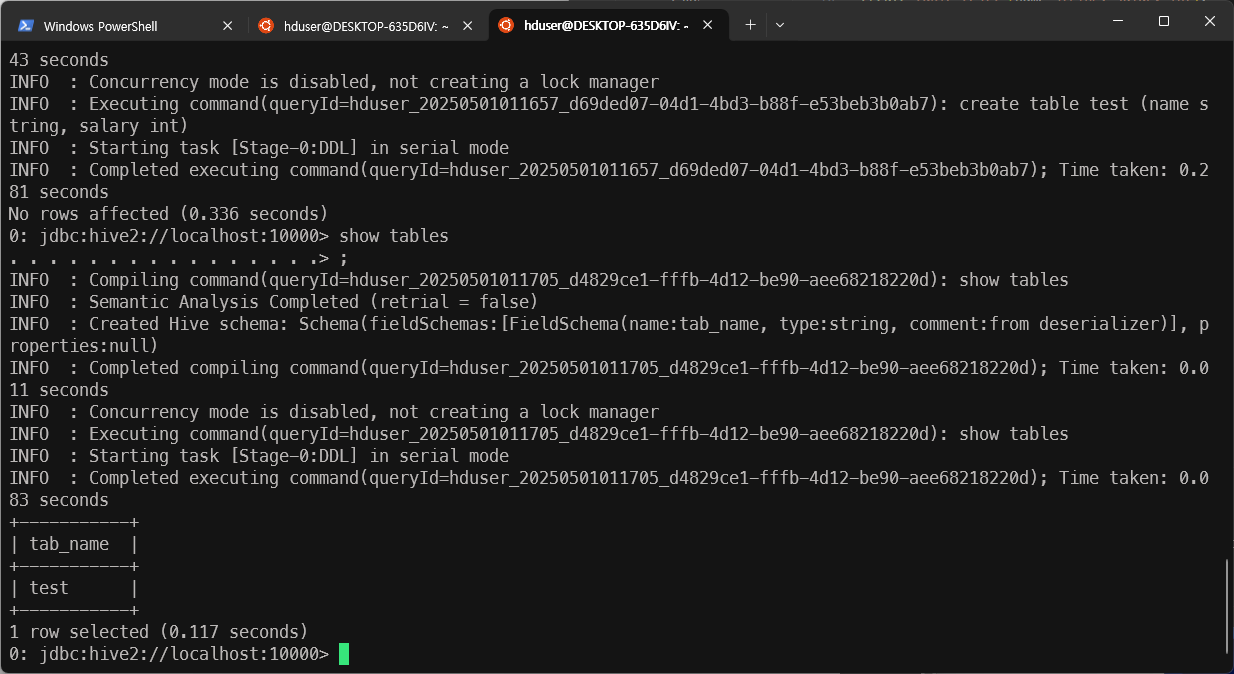 Windows PowerShell
hduser@DESKTOP-635D6IV: ~
hduser@DESKTOP-635D6IV: ~
43 seconds
INFO  : Concurrency mode is disabled, not creating a lock manager
INFO  : Executing command(queryId=hduser_20250501011657_d69ded07-04d1-4bd3-b88f-e53beb3b0ab7): create table test (name s
tring, salary int)
INFO  : Starting task [Stage-0:DDL] in serial mode
INFO  : Completed executing command(queryId=hduser_20250501011657_d69ded07-04d1-4bd3-b88f-e53beb3b0ab7); Time taken: 0.2
81 seconds
No rows affected (0.336 seconds)
0: jdbc:hive2://localhost:10000> show tables
. . . . . . . . . . . . . . . .> ;
INFO  : Compiling command(queryId=hduser_20250501011705_d4829ce1-fffb-4d12-be90-aee68218220d): show tables
INFO  : Semantic Analysis Completed (retrial = false)
INFO  : Created Hive schema: Schema(fieldSchemas:[FieldSchema(name:tab_name, type:string, comment:from deserializer)], p
roperties:null)
INFO  : Completed compiling command(queryId=hduser_20250501011705_d4829ce1-fffb-4d12-be90-aee68218220d); Time taken: 0.0
11 seconds
INFO  : Concurrency mode is disabled, not creating a lock manager
INFO  : Executing command(queryId=hduser_20250501011705_d4829ce1-fffb-4d12-be90-aee68218220d): show tables
INFO  : Starting task [Stage-0:DDL] in serial mode
INFO  : Completed executing command(queryId=hduser_20250501011705_d4829ce1-fffb-4d12-be90-aee68218220d); Time taken: 0.0
83 seconds
+-----------+
| tab_name  |
+-----------+
| test      |
+-----------+
1 row selected (0.117 seconds)
0: jdbc:hive2://localhost:10000>